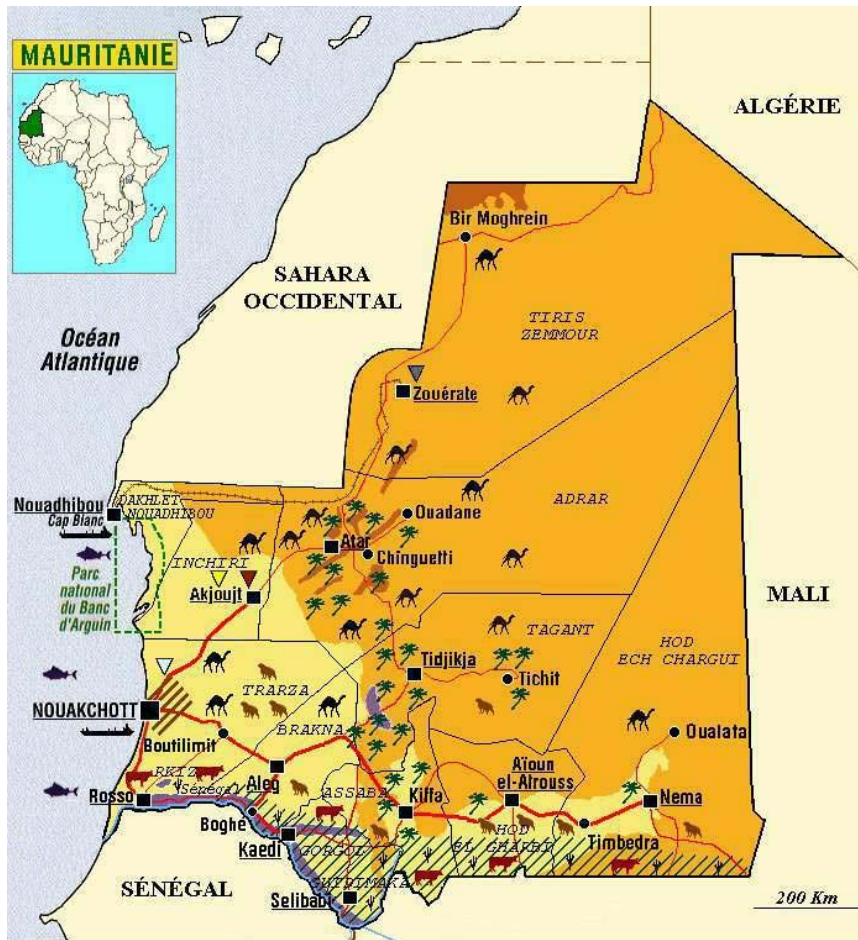 MAURITANIE
ALGÉRIE
Bir Moghrein
SAHARA
OCCIDENTAL
TIRIS
ZEMMOUR
Océan
Atlantique
Zouérate
Nouadhibou
Cap Blanc
DAKHLET
NOUADHIBOU
Ouadane
ADRAR
Atar
Chinguetti
INCHIRI
Parc
national
du Banc
d'Arguin
Akjoujt
MALI
TAGANT
HOD
ECH CHARGUI
Tidjikja
Tichit
TRARZA
NOUAKCHOTT
Boutilimit
BRAKNA
Oualata
Aïoun
el-Atrouss
RKIZ
Aleg
ASSABA
Kiffa
Nema
(Sénégal)
Rosso
Boghé
Timbedra
Kaedi
GORGOL
HOD
EL GHARBI
SÉNÉGAL
GUIDIMAKA
Selibabi
200 Km